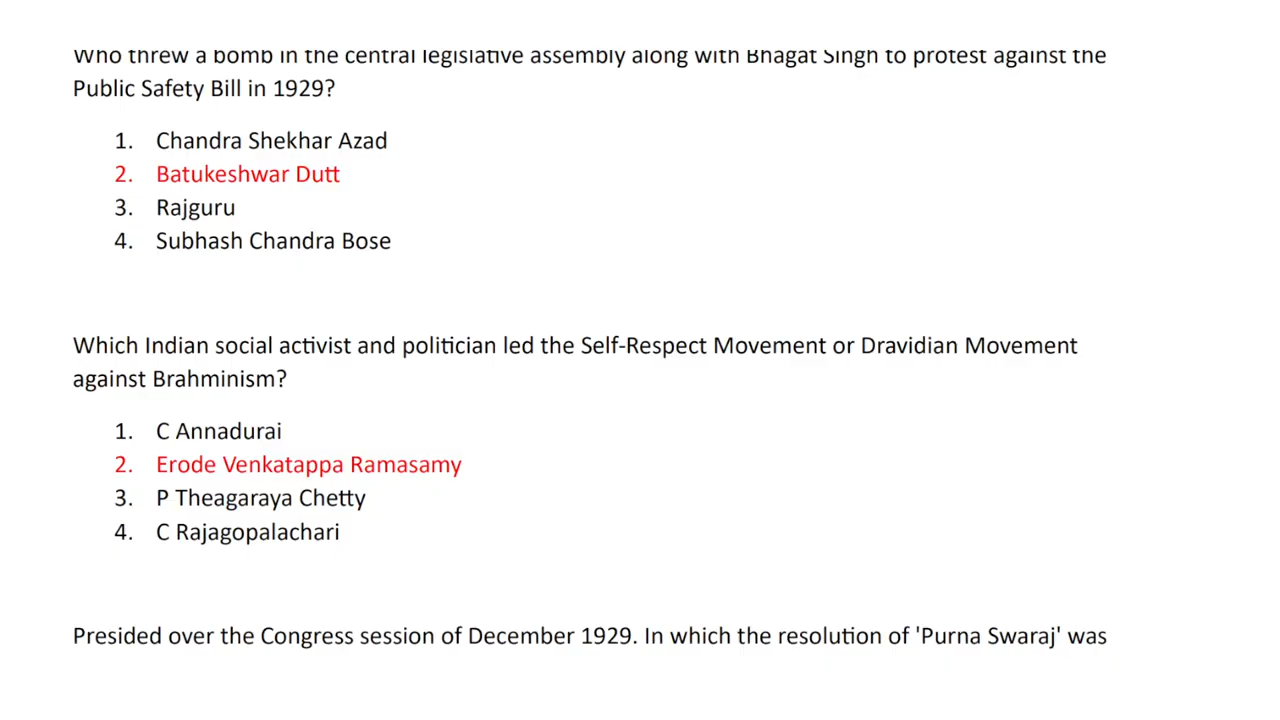 Who threw a bomb in the central legislative assembly along with Bhagat Singh to protest against the
Public Safety Bill in 1929?
1. Chandra Shekhar Azad
2. Batukeshwar Dutt
3. Rajguru
4. Subhash Chandra Bose
Which Indian social activist and politician led the Self-Respect Movement or Dravidian Movement
against Brahminism?
1. C Annadurai
2. Erode Venkatappa Ramasamy
3. P Theagaraya Chetty
4. C Rajagopalachari
Presided over the Congress session of December 1929. In which the resolution of 'Purna Swaraj' was